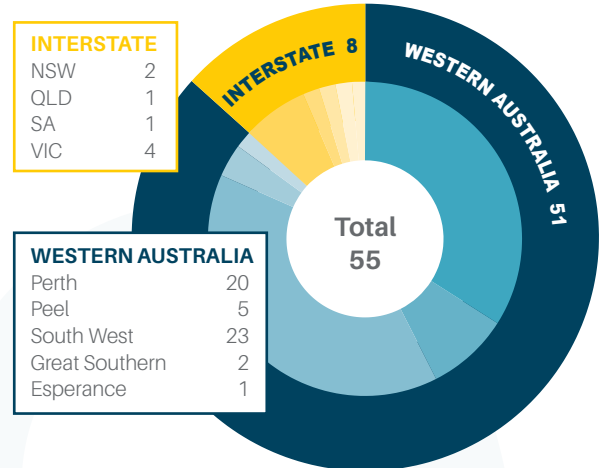 INTERSTATE
NSW 2
QLD 1
SA 1
VIC 4
INTERSTATE 8
WESTERN AUSTRALIA 51
Total
55
WESTERN AUSTRALIA
Perth 20
Peel 5
South West 23
Great Southern 2
Esperance 1